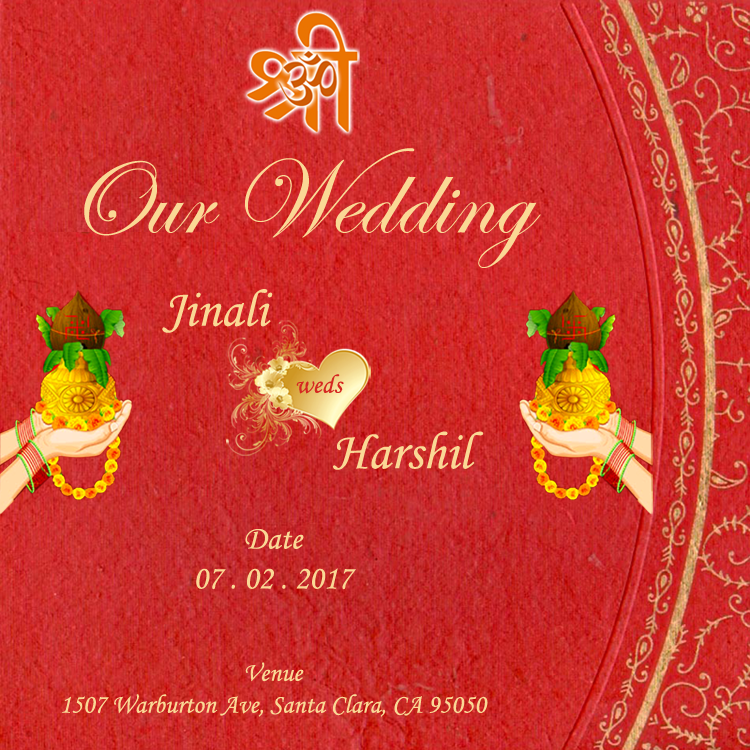 श्री ॐ
Our Wedding
Jinali
weds
Harshil
Date
07 . 02 . 2017
Venue
1507 Warburton Ave, Santa Clara, CA 95050